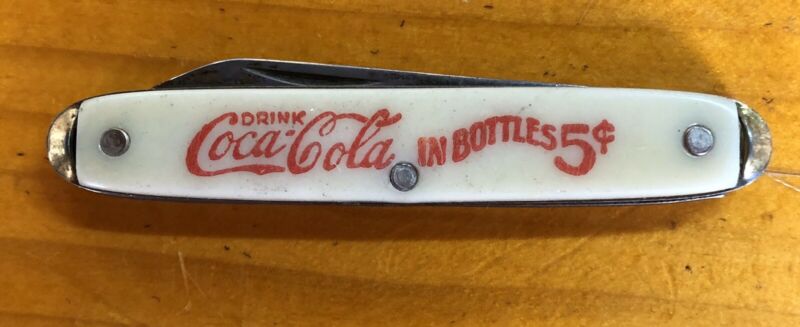 DRINK
Coca-Cola IN BOTTLES 5¢